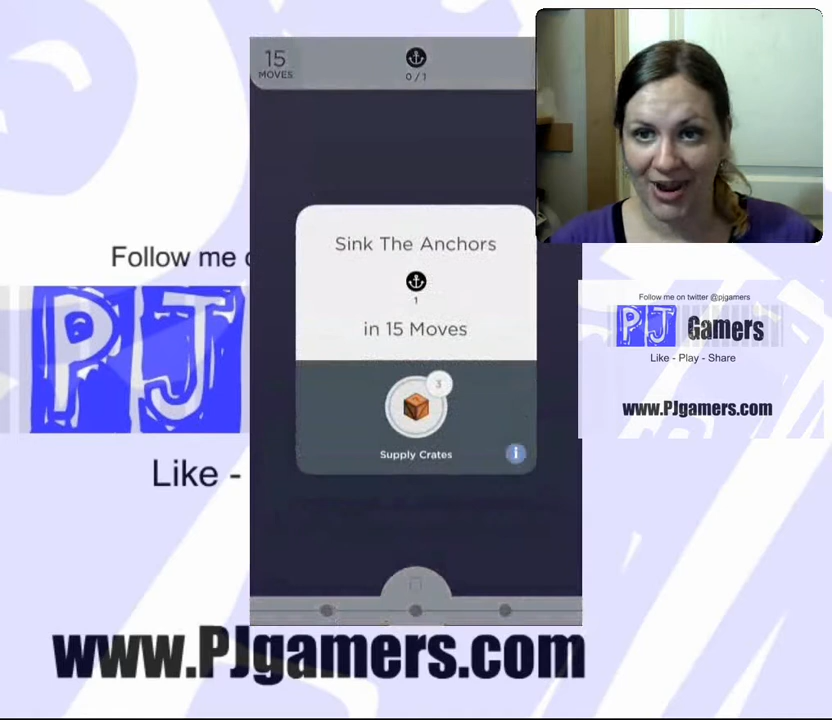 15
MOVES
0/1
Sink The Anchors
1
in 15 Moves
3
Supply Crates
i
Follow me
PJ
Like -
www.PJgamers.com
Follow me on twitter @pjgamers
PJ Gamers
Like - Play - Share
www.PJgamers.com